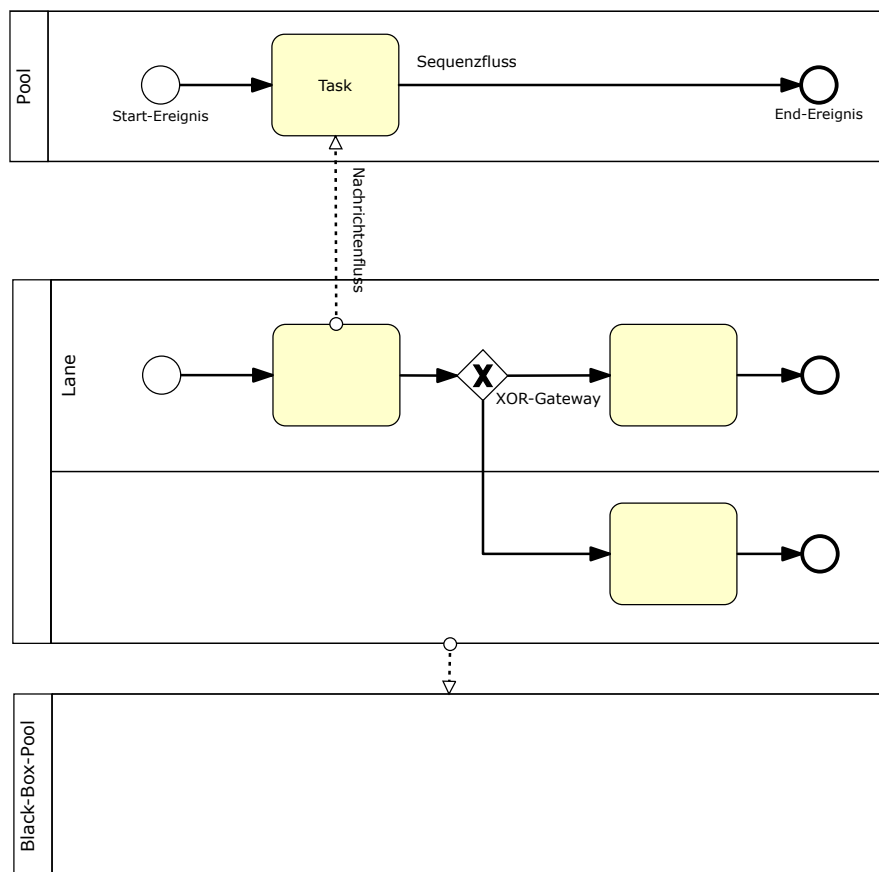 Pool
Task
Sequenzfluss
Start-Ereignis
End-Ereignis
Nachrichtenfluss
Lane
X
XOR-Gateway
Black-Box-Pool